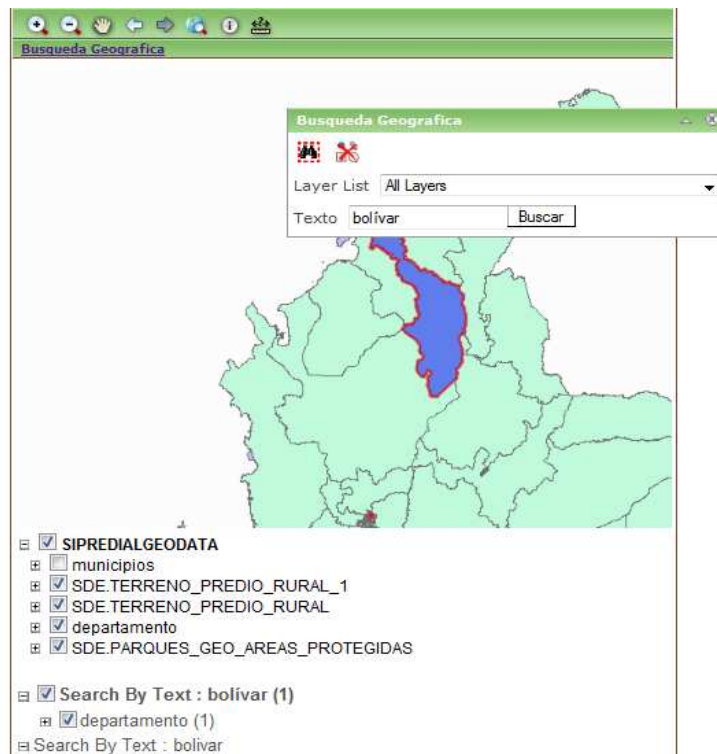 Busqueda Geografica
Busqueda Geografica
Layer List All Layers
Texto bolívar Buscar
SIPREDIALGEODATA
municipios
SDE.TERRENO_PREDIO_RURAL_1
SDE.TERRENO_PREDIO_RURAL
departamento
SDE.PARQUES_GEO_AREAS_PROTEGIDAS
Search By Text : bolívar (1)
departamento (1)
Search By Text : bolivar